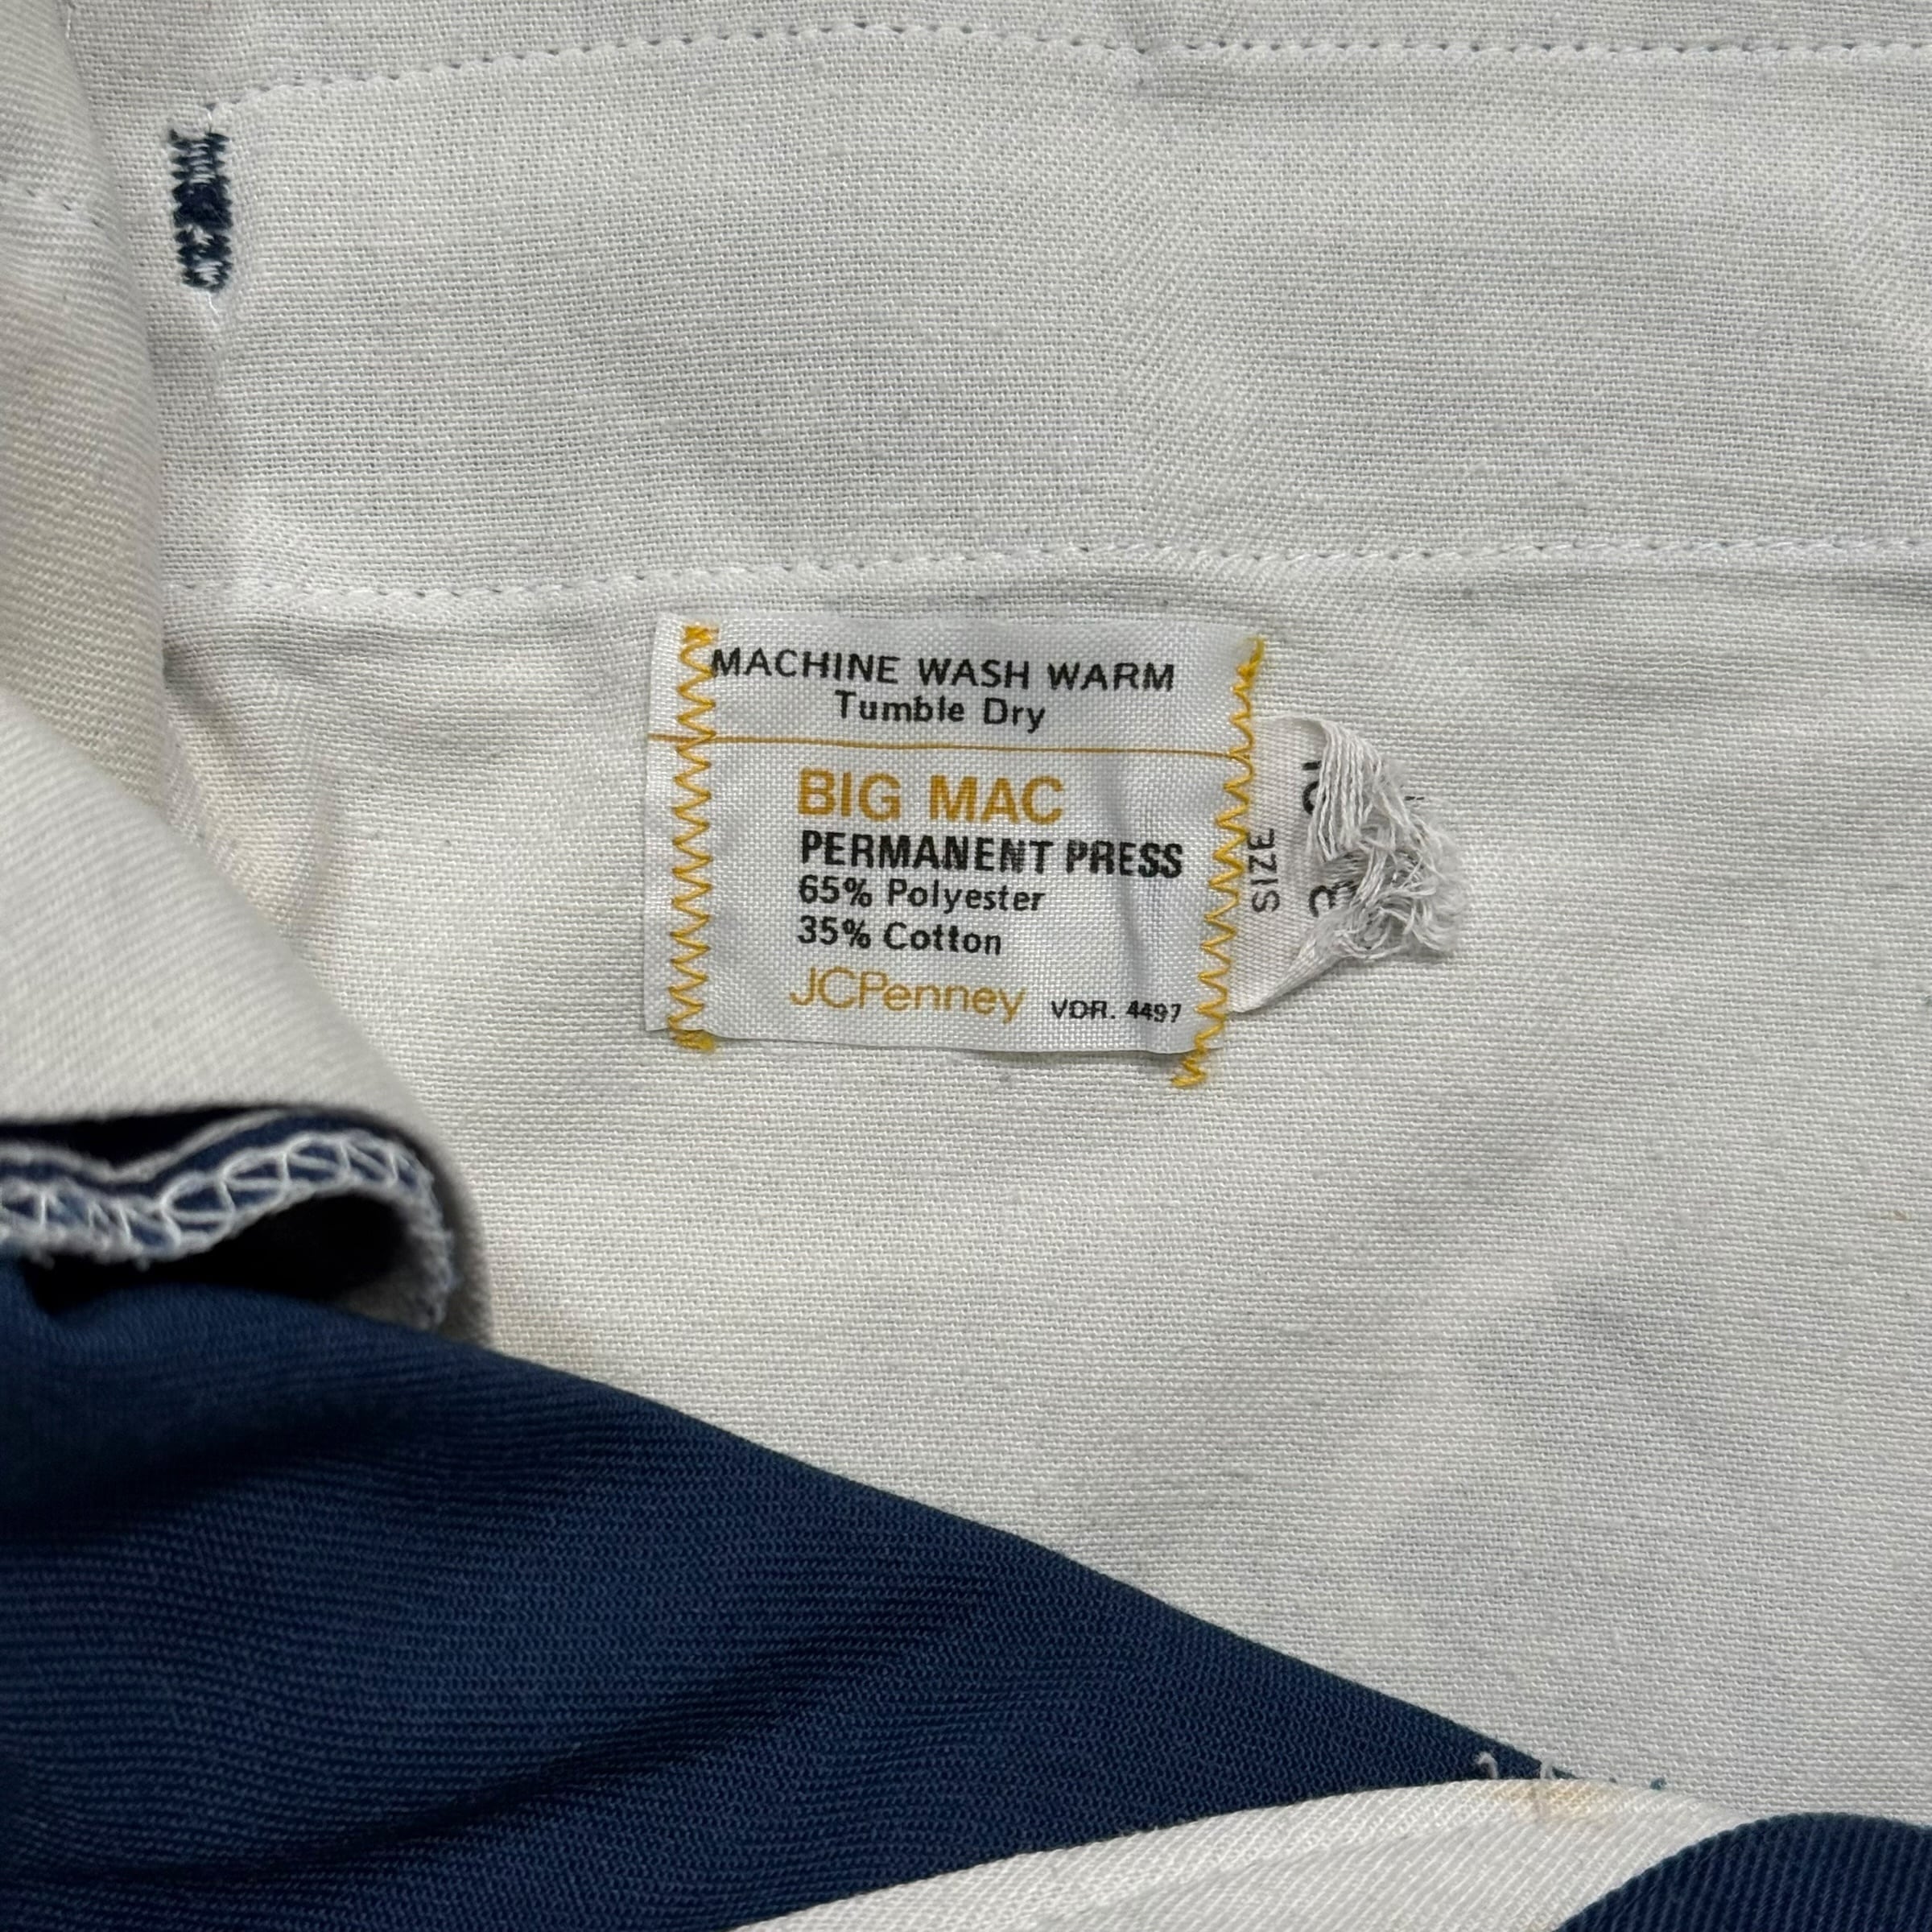 MACHINE WASH WARM
Tumble Dry
BIG MAC
PERMANENT PRESS
65% Polyester
35% Cotton
JCPenney VDR. 4497
SIZE